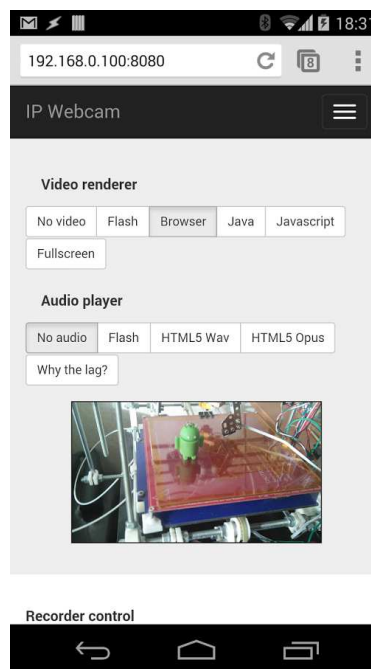 18:31
192.168.0.100:8080
8
IP Webcam
Video renderer
No video Flash Browser Java Javascript
Fullscreen
Audio player
No audio Flash HTML5 Wav HTML5 Opus
Why the lag?
Recorder control